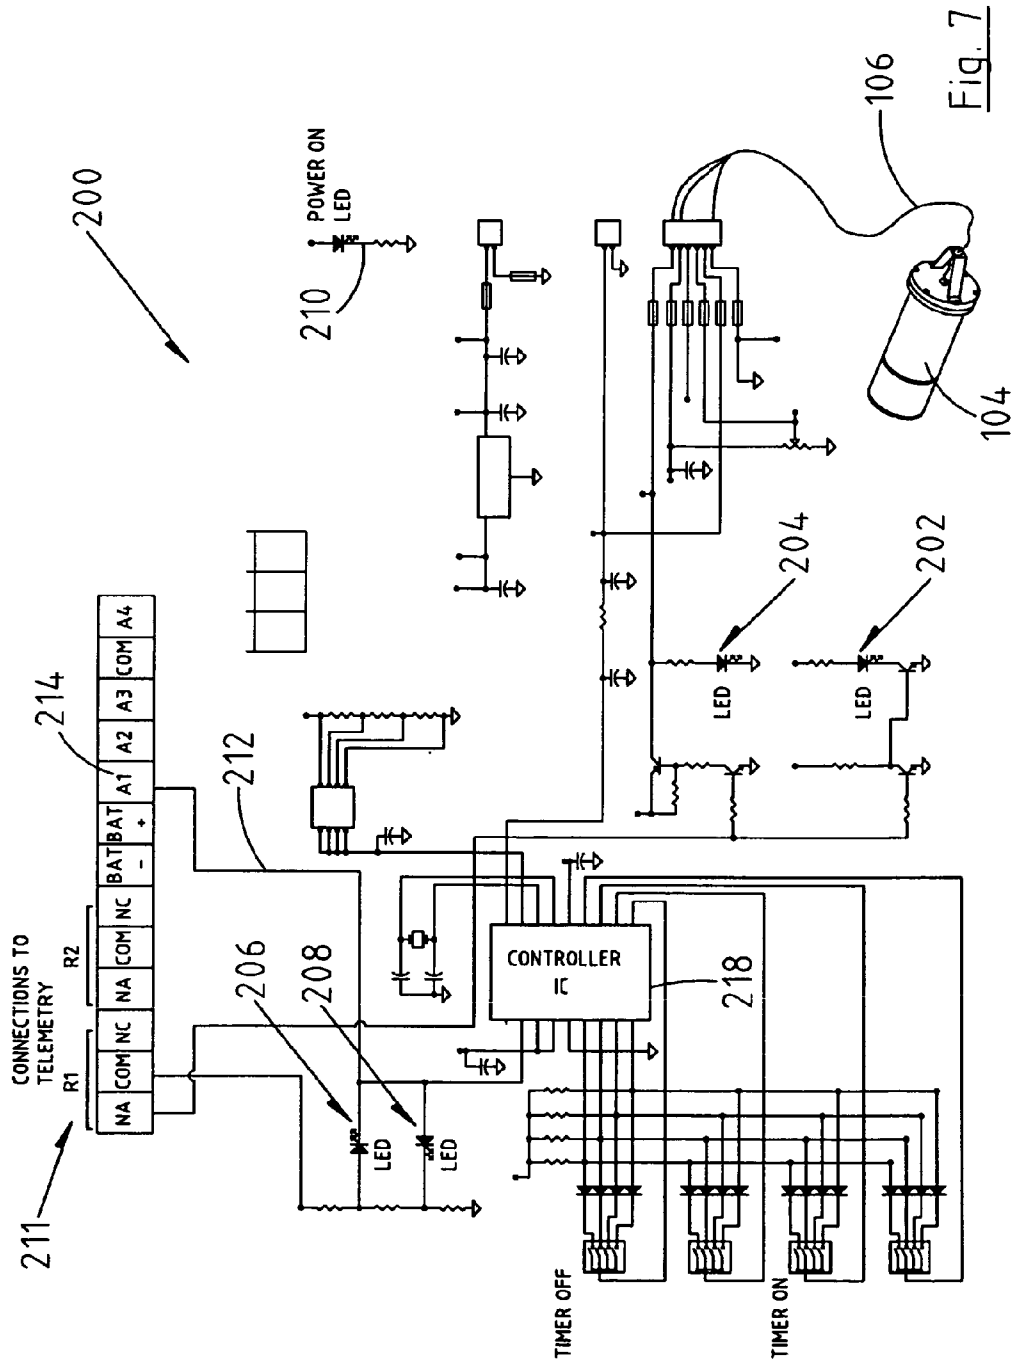 200
POWER ON
LED
210
CONNECTIONS TO
TELEMETRY
R1
R2
NA
COM
NC
NA
COM
NC
BAT
-
BAT
+
A1
A2
A3
COM
A4
211
214
212
206
208
LED
LED
CONTROLLER
IC
218
LED
204
LED
202
TIMER OFF
TIMER ON
104
106
Fig. 7